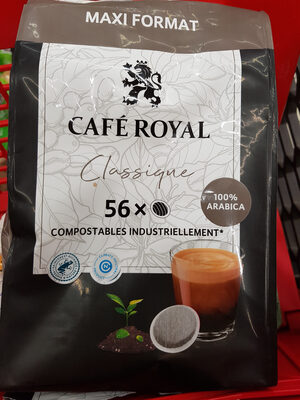 MAXI FORMAT
CAFÉ ROYAL
Classique
56×
100%
ARABICA
COMPOSTABLES INDUSTRIELLEMENT*